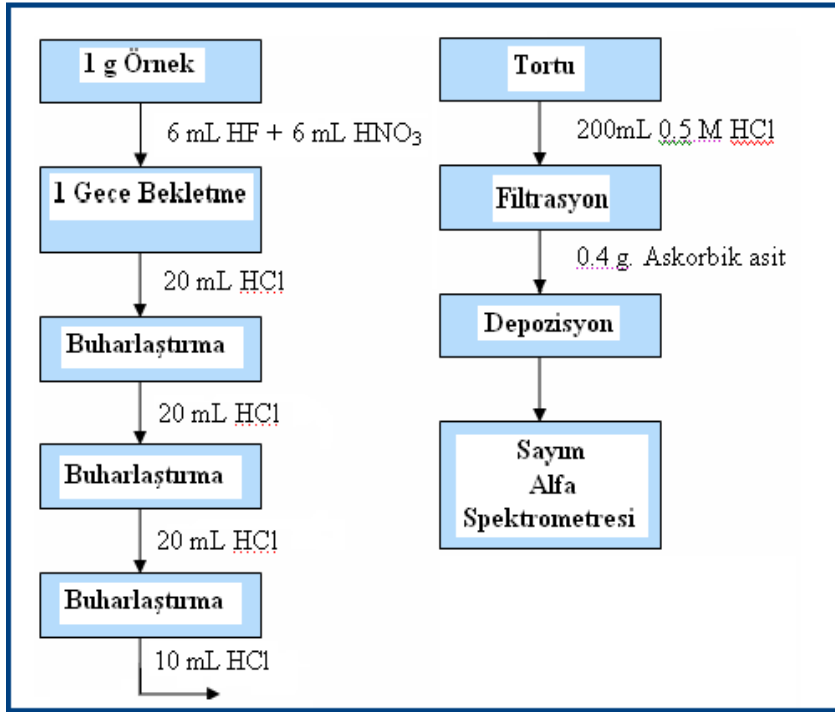 1 g Örnek
6 mL HF + 6 mL HNO₃
1 Gece Bekletme
20 mL HCl
Buharlaştırma
20 mL HCl
Buharlaştırma
20 mL HCl
Buharlaştırma
10 mL HCl
Tortu
200mL 0.5 M HCl
Filtrasyon
0.4 g. Askorbik asit
Depozisyon
Sayım
Alfa
Spektrometresi